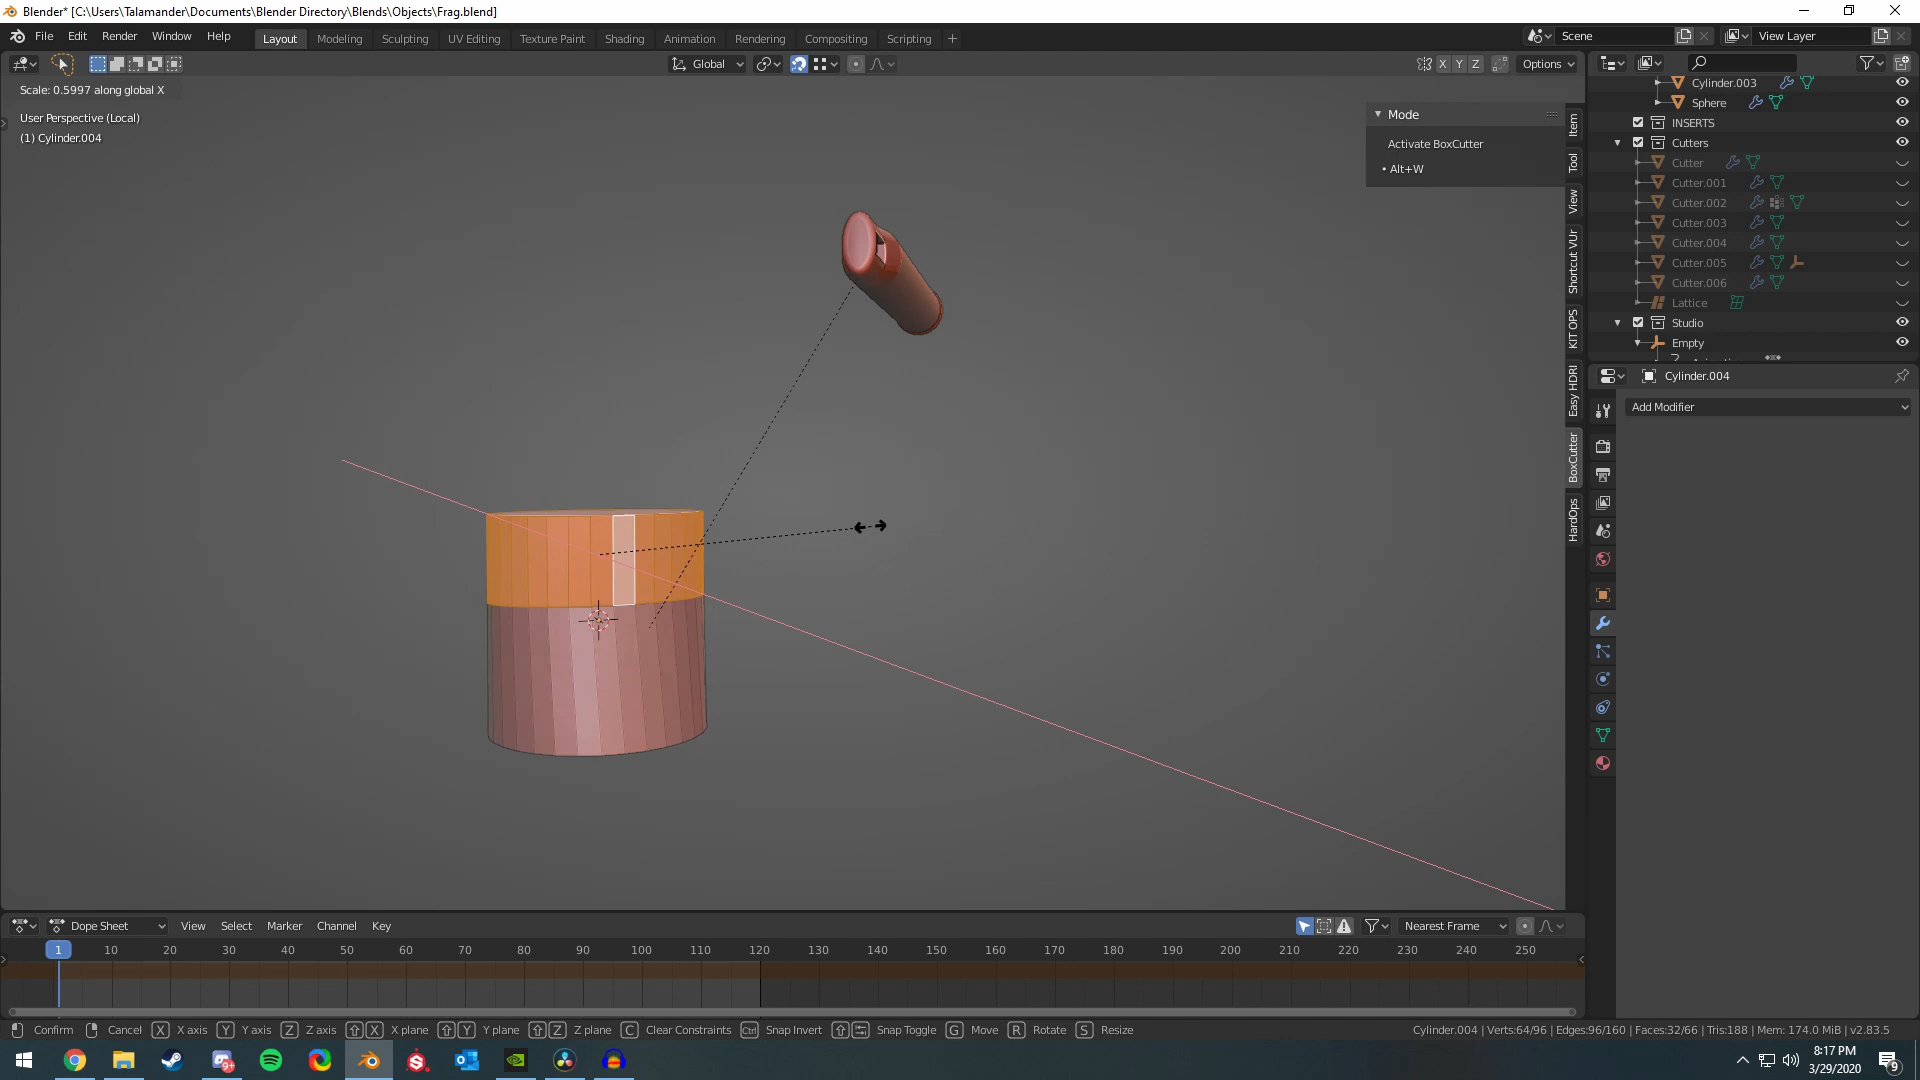 Blender* [C:\Users\Talamander\Documents\Blender Directory\Blends\Objects\Frag.blend]
File Edit Render Window Help
Layout Modeling Sculpting UV Editing Texture Paint Shading Animation Rendering Compositing Scripting +
Scene
View Layer
Global
X Y Z
Options
Scale: 0.5997 along global X
User Perspective (Local)
(1) Cylinder.004
Mode
Activate BoxCutter
• Alt+W
Item
Tool
View
Shortcut VUr
KIT OPS
Easy HDRI
BoxCutter
HardOps
Cylinder.003
Sphere
INSERTS
Cutters
Cutter
Cutter.001
Cutter.002
Cutter.003
Cutter.004
Cutter.005
Cutter.006
Lattice
Studio
Empty
Cylinder.004
Add Modifier
Dope Sheet View Select Marker Channel Key
Nearest Frame
1 10 20 30 40 50 60 70 80 90 100 110 120 130 140 150 160 170 180 190 200 210 220 230 240 250
Confirm Cancel X X axis Y Y axis Z Z axis X X plane Y Y plane Z Z plane C Clear Constraints Ctrl Snap Invert Snap Toggle G Move R Rotate S Resize
Cylinder.004 | Verts:64/96 | Edges:96/160 | Faces:32/66 | Tris:188 | Mem: 174.0 MiB | v2.83.5
9+
8:17 PM
3/29/2020
9